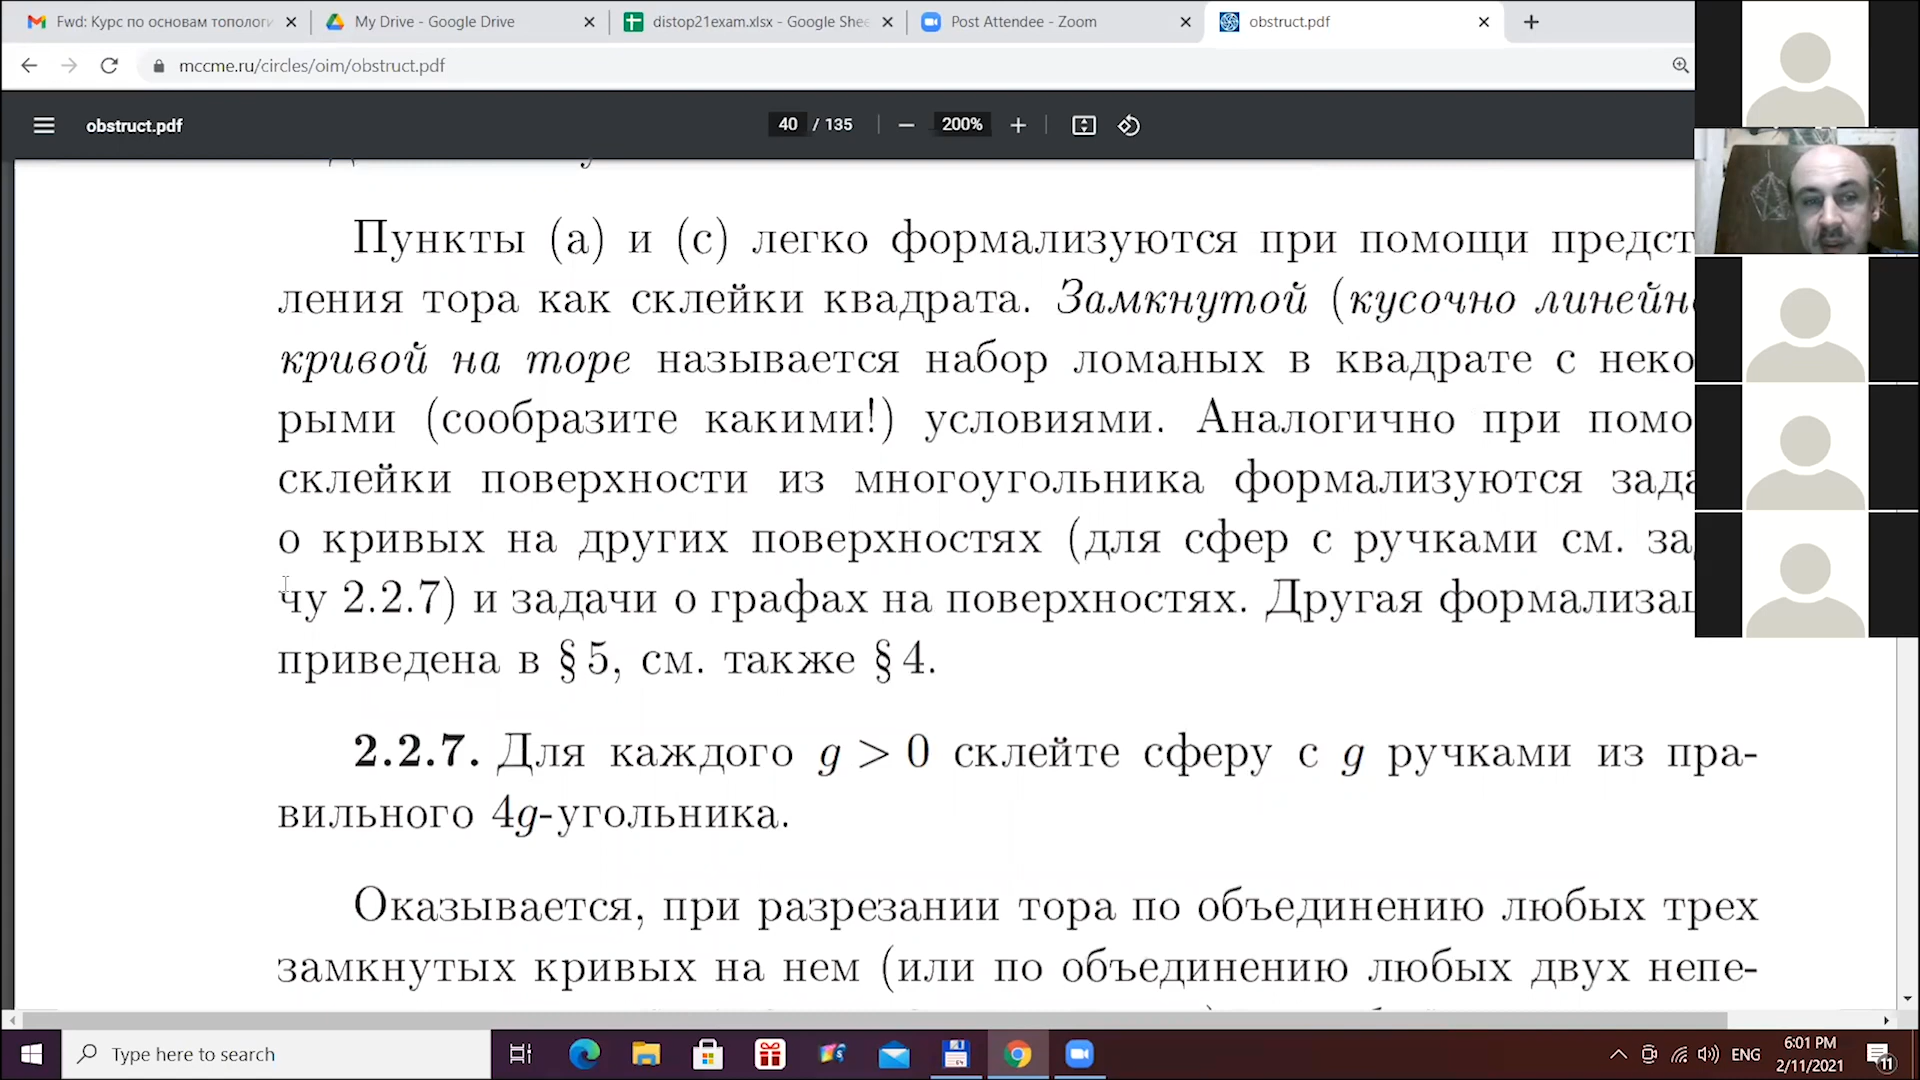 Fwd: Курс по основам тополог
My Drive - Google Drive
distop21exam.xlsx - Google Shee
Post Attendee - Zoom
obstruct.pdf
mccme.ru/circles/oim/obstruct.pdf
obstruct.pdf
40 / 135
200%
Пункты (a) и (c) легко формализуются при помощи предст
ления тора как склейки квадрата. Замкнутой (кусочно линейн
кривой на торе называется набор ломаных в квадрате с неко
рыми (сообразите какими!) условиями. Аналогично при помо
склейки поверхности из многоугольника формализуются зада
о кривых на других поверхностях (для сфер с ручками см. за
чу 2.2.7) и задачи о графах на поверхностях. Другая формализац
приведена в § 5, см. также § 4.
2.2.7. Для каждого g > 0 склейте сферу с g ручками из пра-
вильного 4g-угольника.
Оказывается, при разрезании тора по объединению любых трех
замкнутых кривых на нем (или по объединению любых двух непе-
Type here to search
ENG
6:01 PM
2/11/2021
11